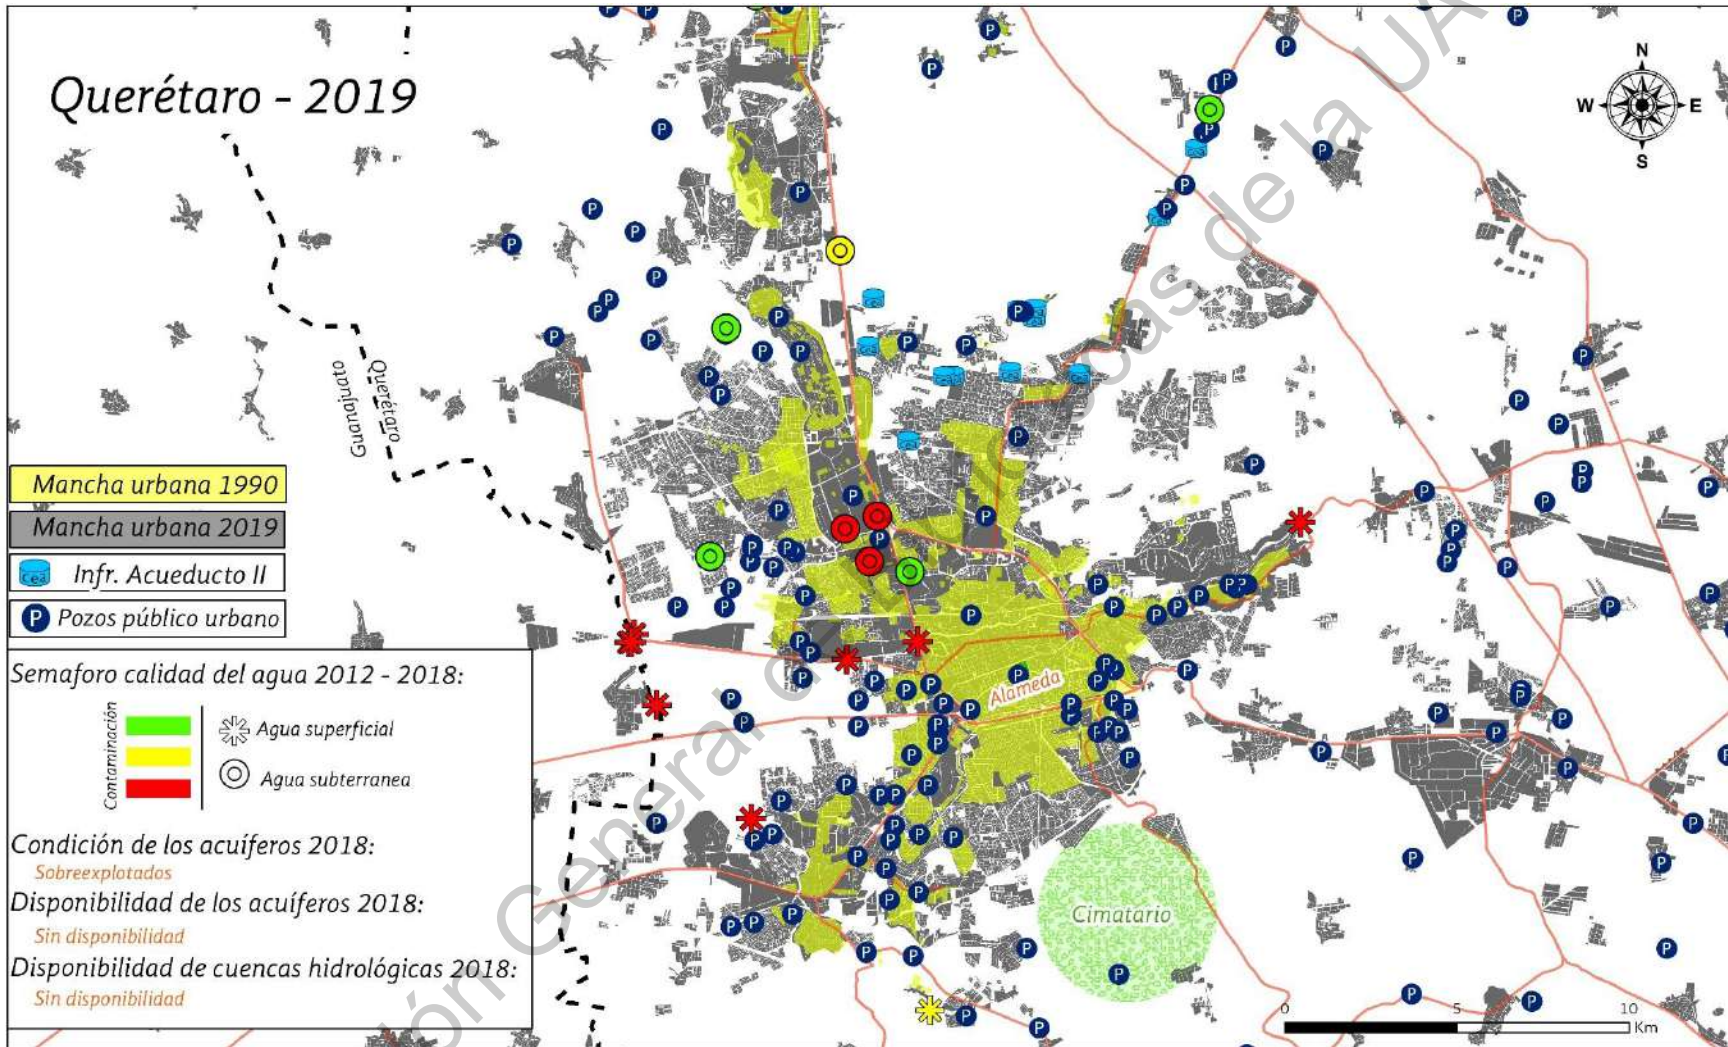 Querétaro - 2019
N
W
E
S
Guanajuato
Querétaro
Mancha urbana 1990
Mancha urbana 2019
cea Infr. Acueducto II
P Pozos público urbano
Semaforo calidad del agua 2012 - 2018:
Contaminación
Agua superficial
Agua subterranea
Condición de los acuíferos 2018:
Sobreexplotados
Disponibilidad de los acuíferos 2018:
Sin disponibilidad
Disponibilidad de cuencas hidrológicas 2018:
Sin disponibilidad
Alameda
Cimatario
0 5 10
Km